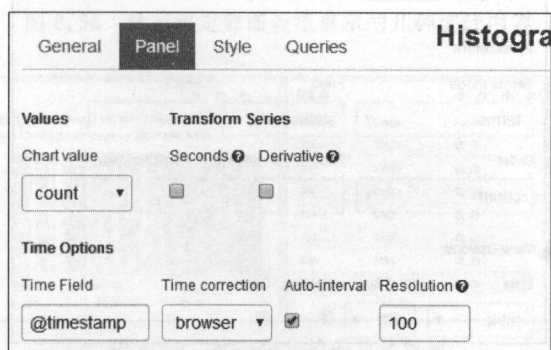 General Panel Style Queries Histogra
Values Transform Series
Chart value Seconds Derivative
count
Time Options
Time Field Time correction Auto-interval Resolution
@timestamp browser 100